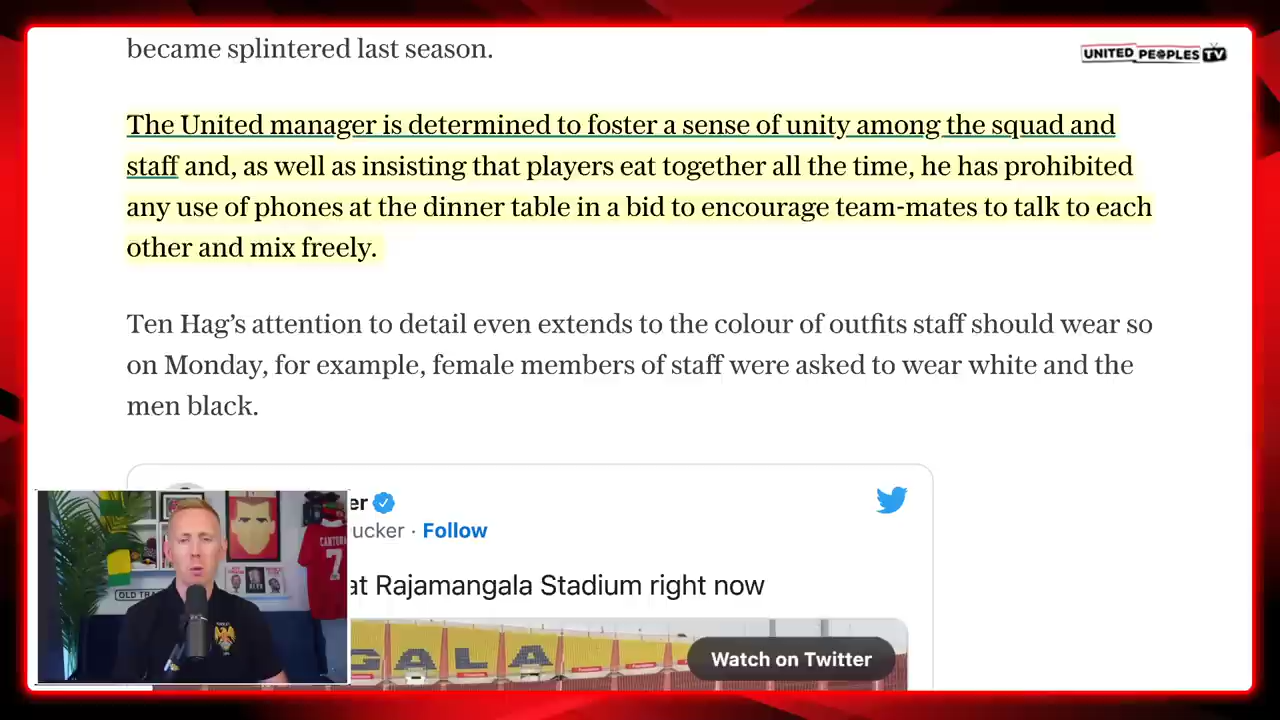 became splintered last season.
UNITED PEOPLES TV
The United manager is determined to foster a sense of unity among the squad and
staff and, as well as insisting that players eat together all the time, he has prohibited
any use of phones at the dinner table in a bid to encourage team-mates to talk to each
other and mix freely.
Ten Hag’s attention to detail even extends to the colour of outfits staff should wear so
on Monday, for example, female members of staff were asked to wear white and the
men black.
er
ucker · Follow
at Rajamangala Stadium right now
GALA
Watch on Twitter
CANTONA
7
OLD TRA